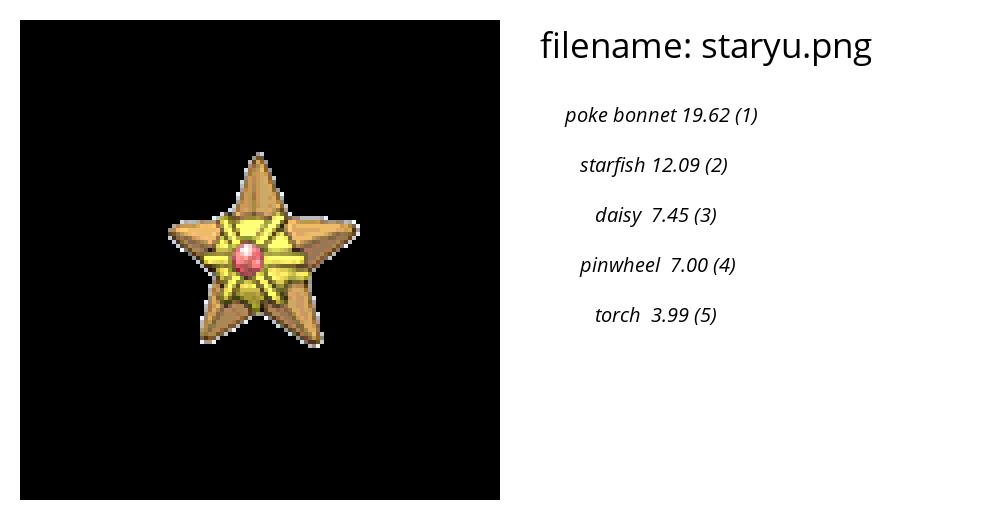 filename: staryu.png
poke bonnet 19.62 (1)
starfish 12.09 (2)
daisy 7.45 (3)
pinwheel 7.00 (4)
torch 3.99 (5)